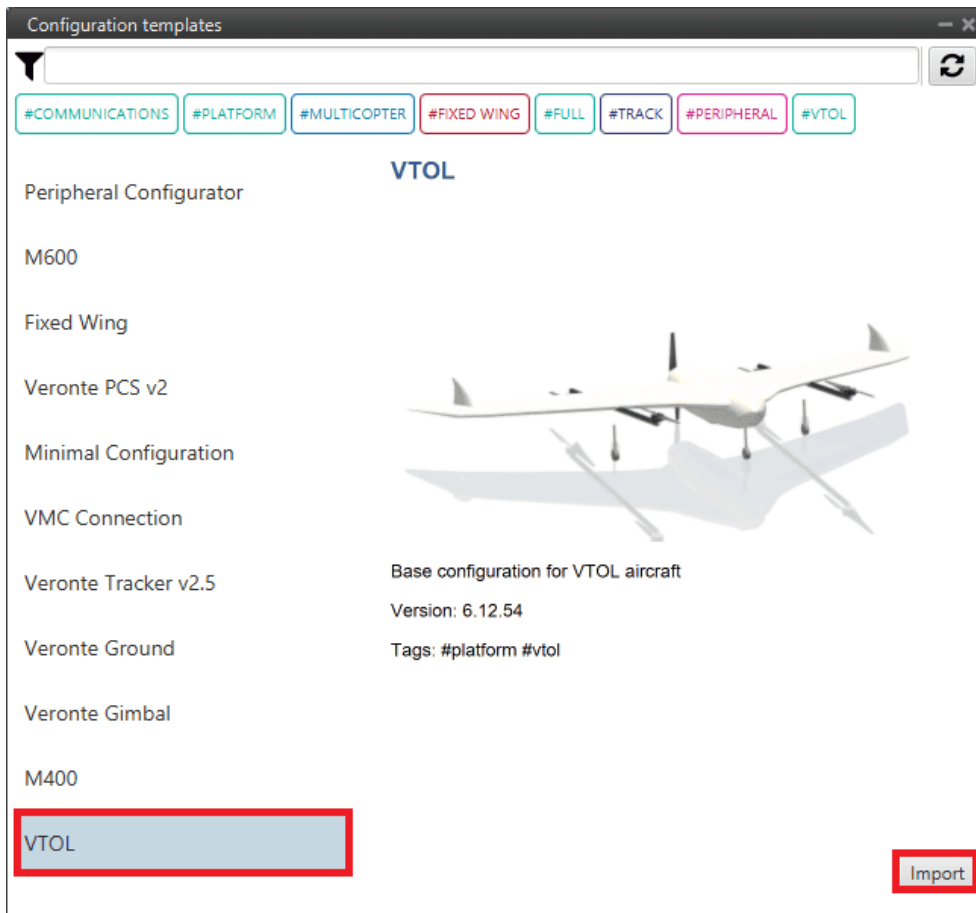 Configuration templates
#COMMUNICATIONS #PLATFORM #MULTICOPTER #FIXED WING #FULL #TRACK #PERIPHERAL #VTOL
Peripheral Configurator
M600
Fixed Wing
Veronte PCS v2
Minimal Configuration
VMC Connection
Veronte Tracker v2.5
Veronte Ground
Veronte Gimbal
M400
VTOL
VTOL
Base configuration for VTOL aircraft
Version: 6.12.54
Tags: #platform #vtol
Import